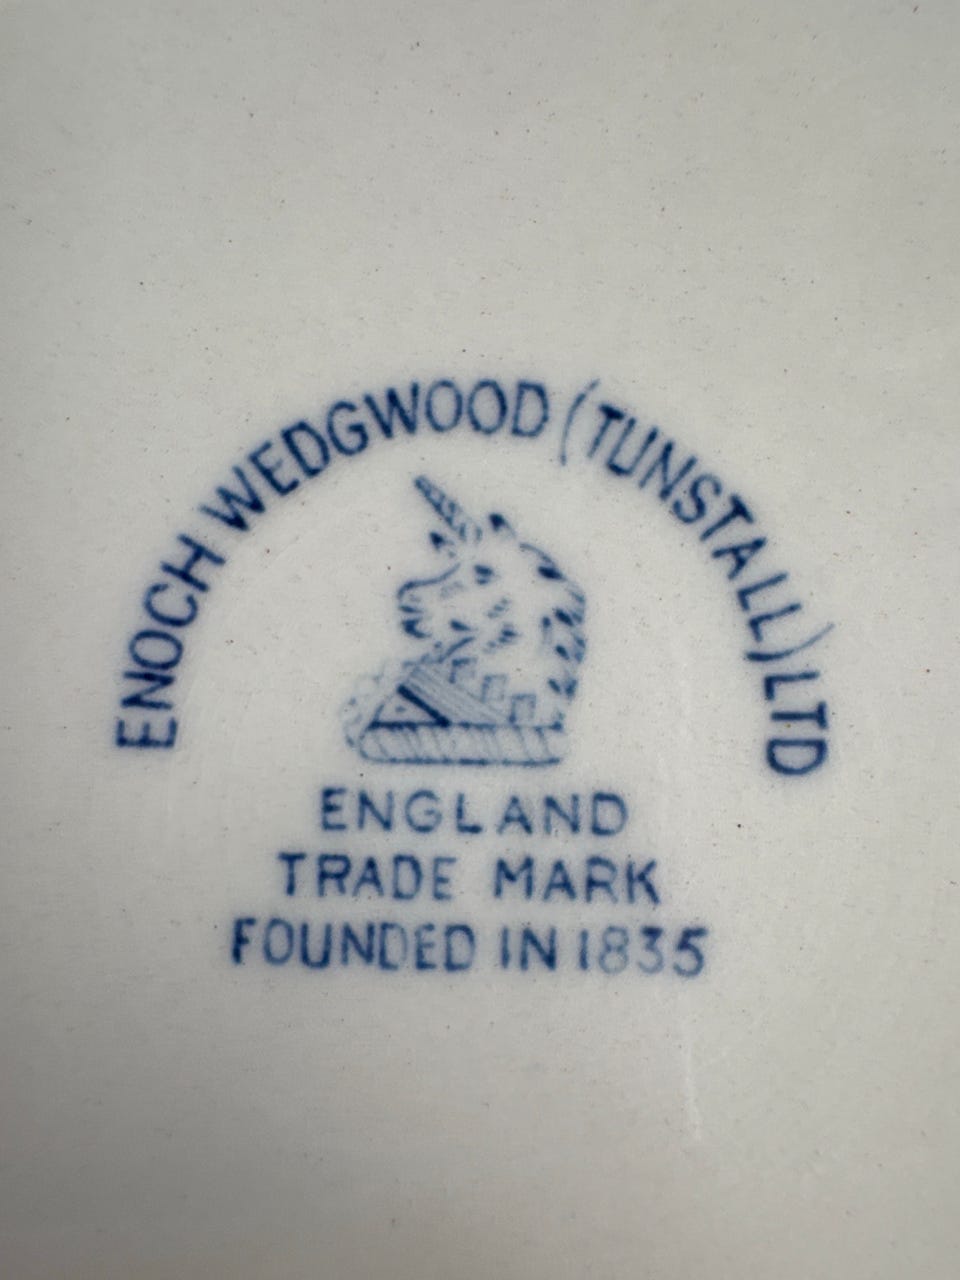 ENOCH WEDGWOOD (TUNSTALL) LTD
ENGLAND
TRADE MARK
FOUNDED IN 1835